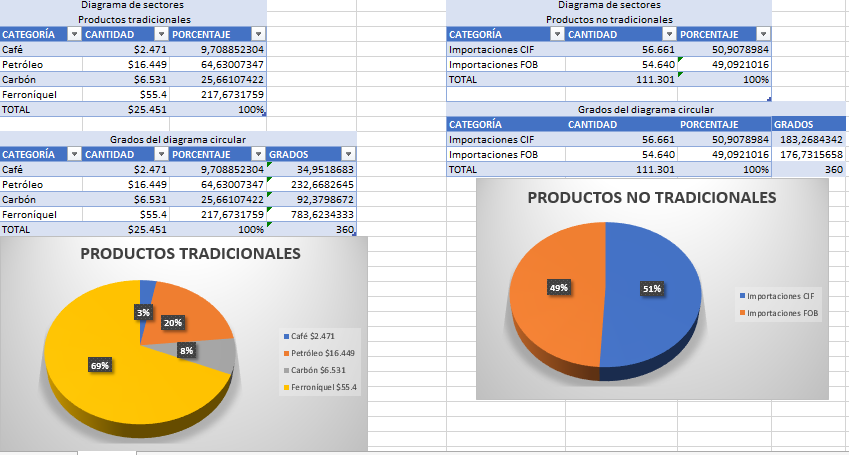 Diagrama de sectores
Productos tradicionales
CATEGORÍA CANTIDAD PORCENTAJE
Café $2.471 9,708852304
Petróleo $16.449 64,63007347
Carbón $6.531 25,66107422
Ferroníquel $55.4 217,6731759
TOTAL $25.451 100%
Grados del diagrama circular
CATEGORÍA CANTIDAD PORCENTAJE GRADOS
Café $2.471 9,708852304 34,9518683
Petróleo $16.449 64,63007347 232,6682645
Carbón $6.531 25,66107422 92,3798672
Ferroníquel $55.4 217,6731759 783,6234333
TOTAL $25.451 100% 360
PRODUCTOS TRADICIONALES
3%
20%
8%
69%
Café $2.471
Petróleo $16.449
Carbón $6.531
Ferroníquel $55.4
Diagrama de sectores
Productos no tradicionales
CATEGORÍA CANTIDAD PORCENTAJE
Importaciones CIF 56.661 50,9078984
Importaciones FOB 54.640 49,0921016
TOTAL 111.301 100%
Grados del diagrama circular
CATEGORÍA CANTIDAD PORCENTAJE GRADOS
Importaciones CIF 56.661 50,9078984 183,2684342
Importaciones FOB 54.640 49,0921016 176,7315658
TOTAL 111.301 100% 360
PRODUCTOS NO TRADICIONALES
49%
51%
Importaciones CIF
Importaciones FOB